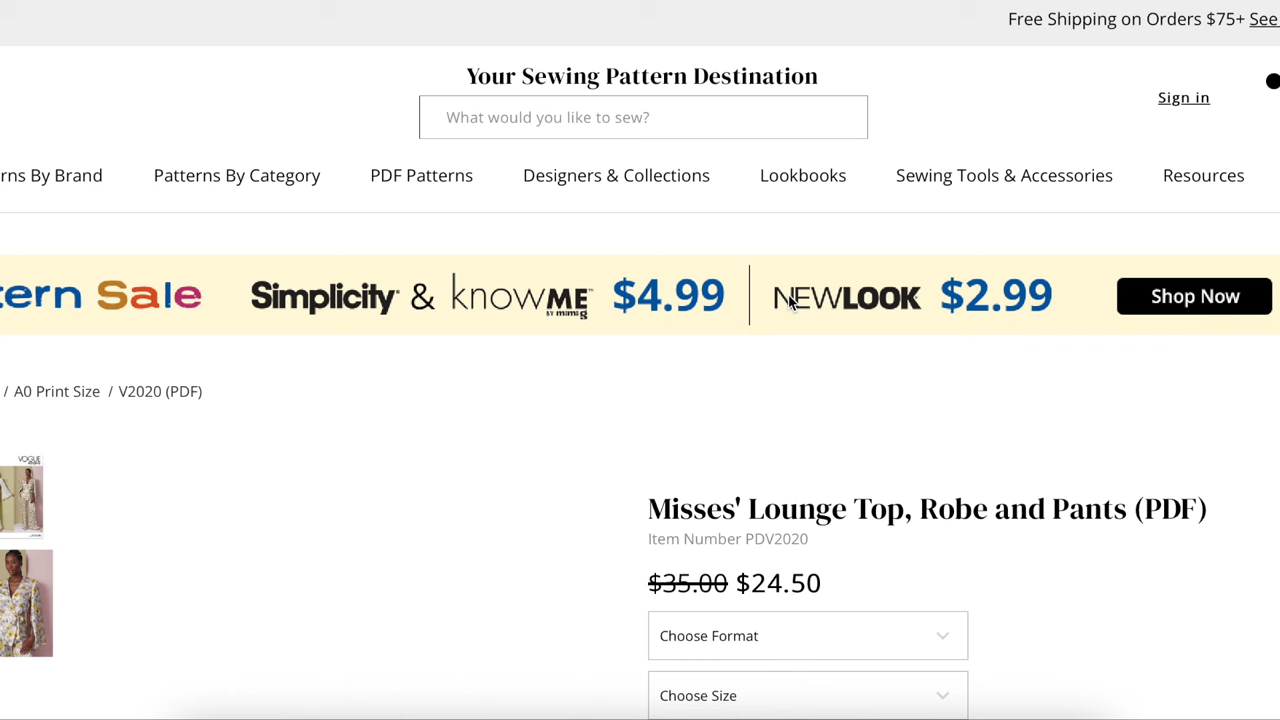 Free Shipping on Orders $75+ See
Your Sewing Pattern Destination
What would you like to sew?
Sign in
rns By Brand Patterns By Category PDF Patterns Designers & Collections Lookbooks Sewing Tools & Accessories Resources
tern Sale Simplicity & knowME BY mimi g $4.99 NEWLOOK $2.99 Shop Now
/ A0 Print Size / V2020 (PDF)
VOGUE
Misses' Lounge Top, Robe and Pants (PDF)
Item Number PDV2020
$35.00 $24.50
Choose Format
Choose Size